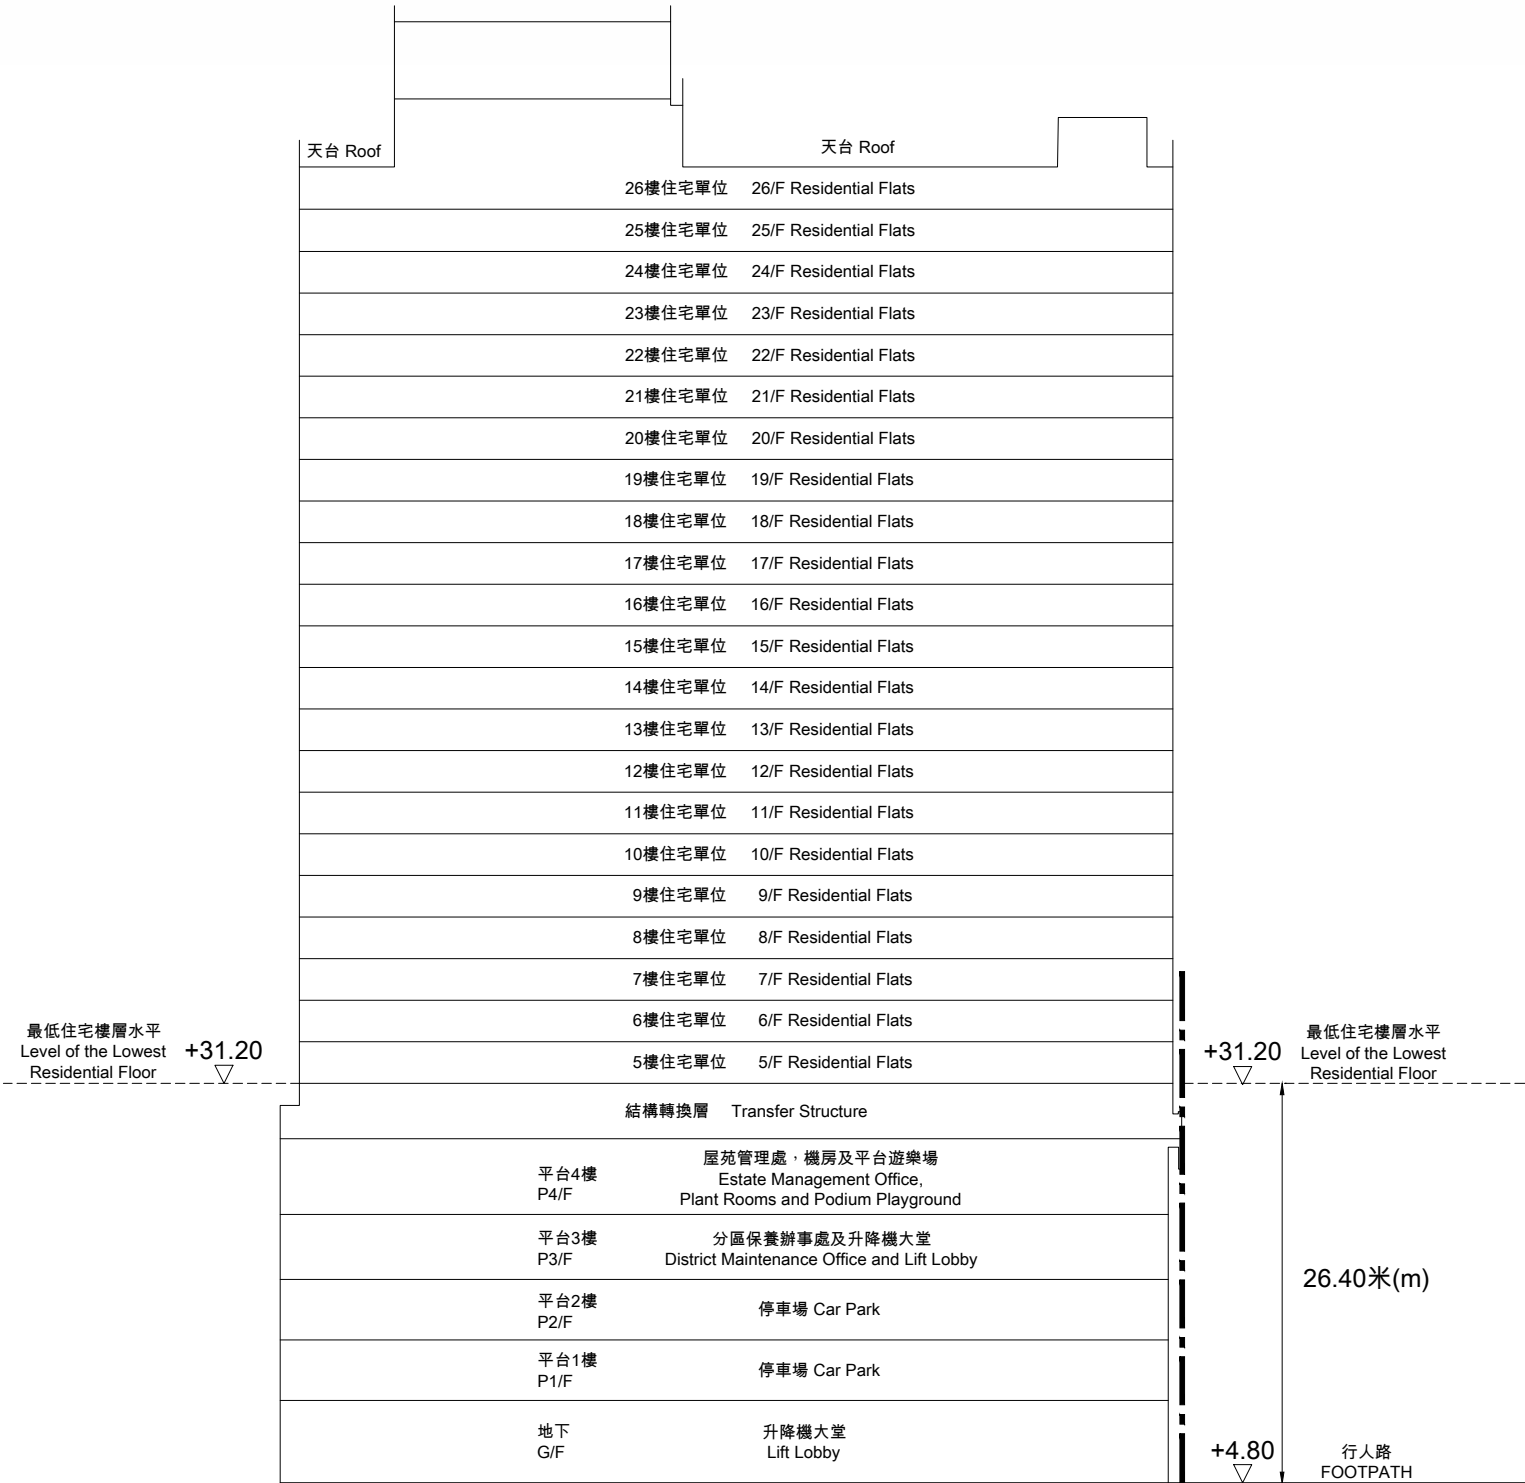 天台 Roof
天台 Roof
26樓住宅單位 26/F Residential Flats
25樓住宅單位 25/F Residential Flats
24樓住宅單位 24/F Residential Flats
23樓住宅單位 23/F Residential Flats
22樓住宅單位 22/F Residential Flats
21樓住宅單位 21/F Residential Flats
20樓住宅單位 20/F Residential Flats
19樓住宅單位 19/F Residential Flats
18樓住宅單位 18/F Residential Flats
17樓住宅單位 17/F Residential Flats
16樓住宅單位 16/F Residential Flats
15樓住宅單位 15/F Residential Flats
14樓住宅單位 14/F Residential Flats
13樓住宅單位 13/F Residential Flats
12樓住宅單位 12/F Residential Flats
11樓住宅單位 11/F Residential Flats
10樓住宅單位 10/F Residential Flats
9樓住宅單位 9/F Residential Flats
8樓住宅單位 8/F Residential Flats
7樓住宅單位 7/F Residential Flats
6樓住宅單位 6/F Residential Flats
5樓住宅單位 5/F Residential Flats
最低住宅樓層水平
Level of the Lowest
Residential Floor
+31.20
+31.20
最低住宅樓層水平
Level of the Lowest
Residential Floor
結構轉換層 Transfer Structure
平台4樓
P4/F
屋苑管理處，機房及平台遊樂場
Estate Management Office,
Plant Rooms and Podium Playground
平台3樓
P3/F
分區保養辦事處及升降機大堂
District Maintenance Office and Lift Lobby
26.40米(m)
平台2樓
P2/F
停車場 Car Park
平台1樓
P1/F
停車場 Car Park
地下
G/F
升降機大堂
Lift Lobby
+4.80
行人路
FOOTPATH